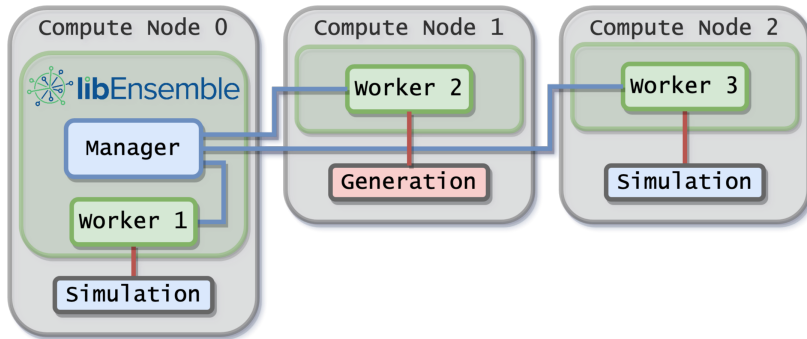 Compute Node 0
libEnsemble
Manager
Worker 1
Simulation
Compute Node 1
Worker 2
Generation
Compute Node 2
Worker 3
Simulation